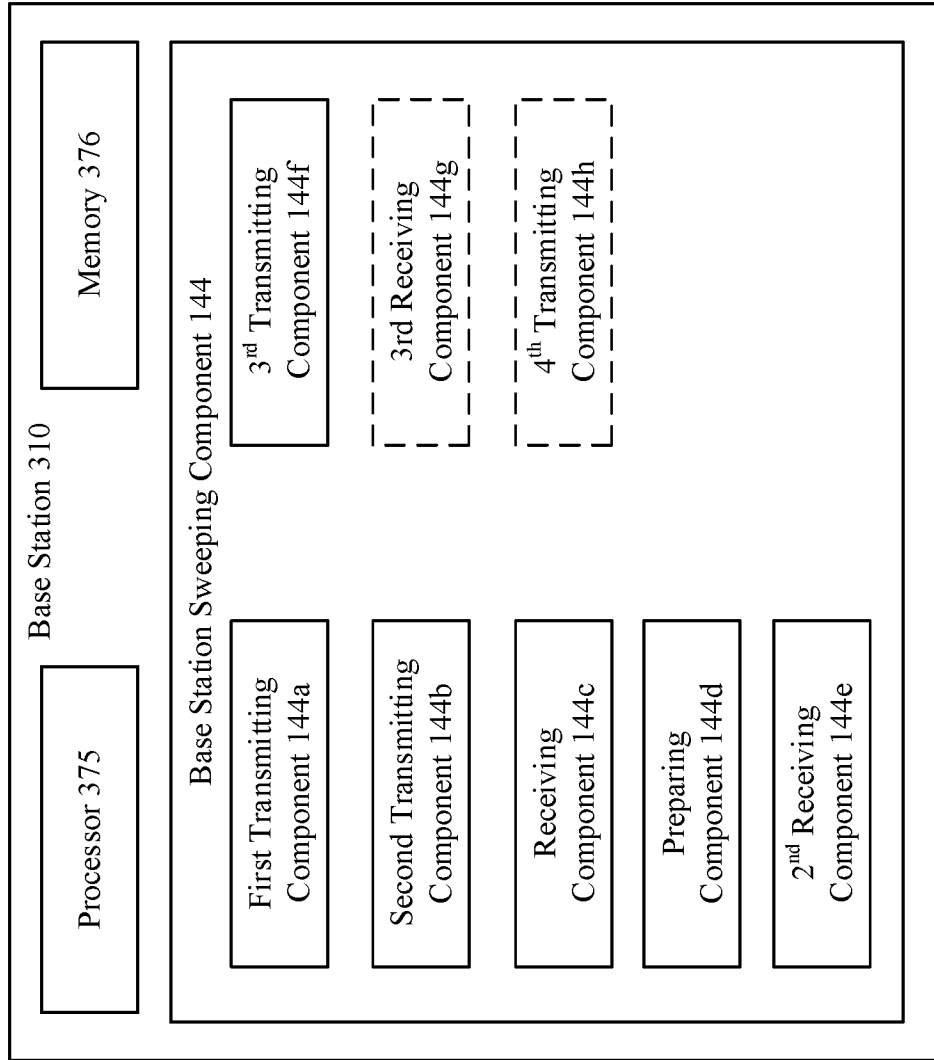 Base Station 310
Processor 375
Memory 376
Base Station Sweeping Component 144
First Transmitting
Component 144a
Second Transmitting
Component 144b
Receiving
Component 144c
Preparing
Component 144d
2nd Receiving
Component 144e
3rd Transmitting
Component 144f
3rd Receiving
Component 144g
4th Transmitting
Component 144h